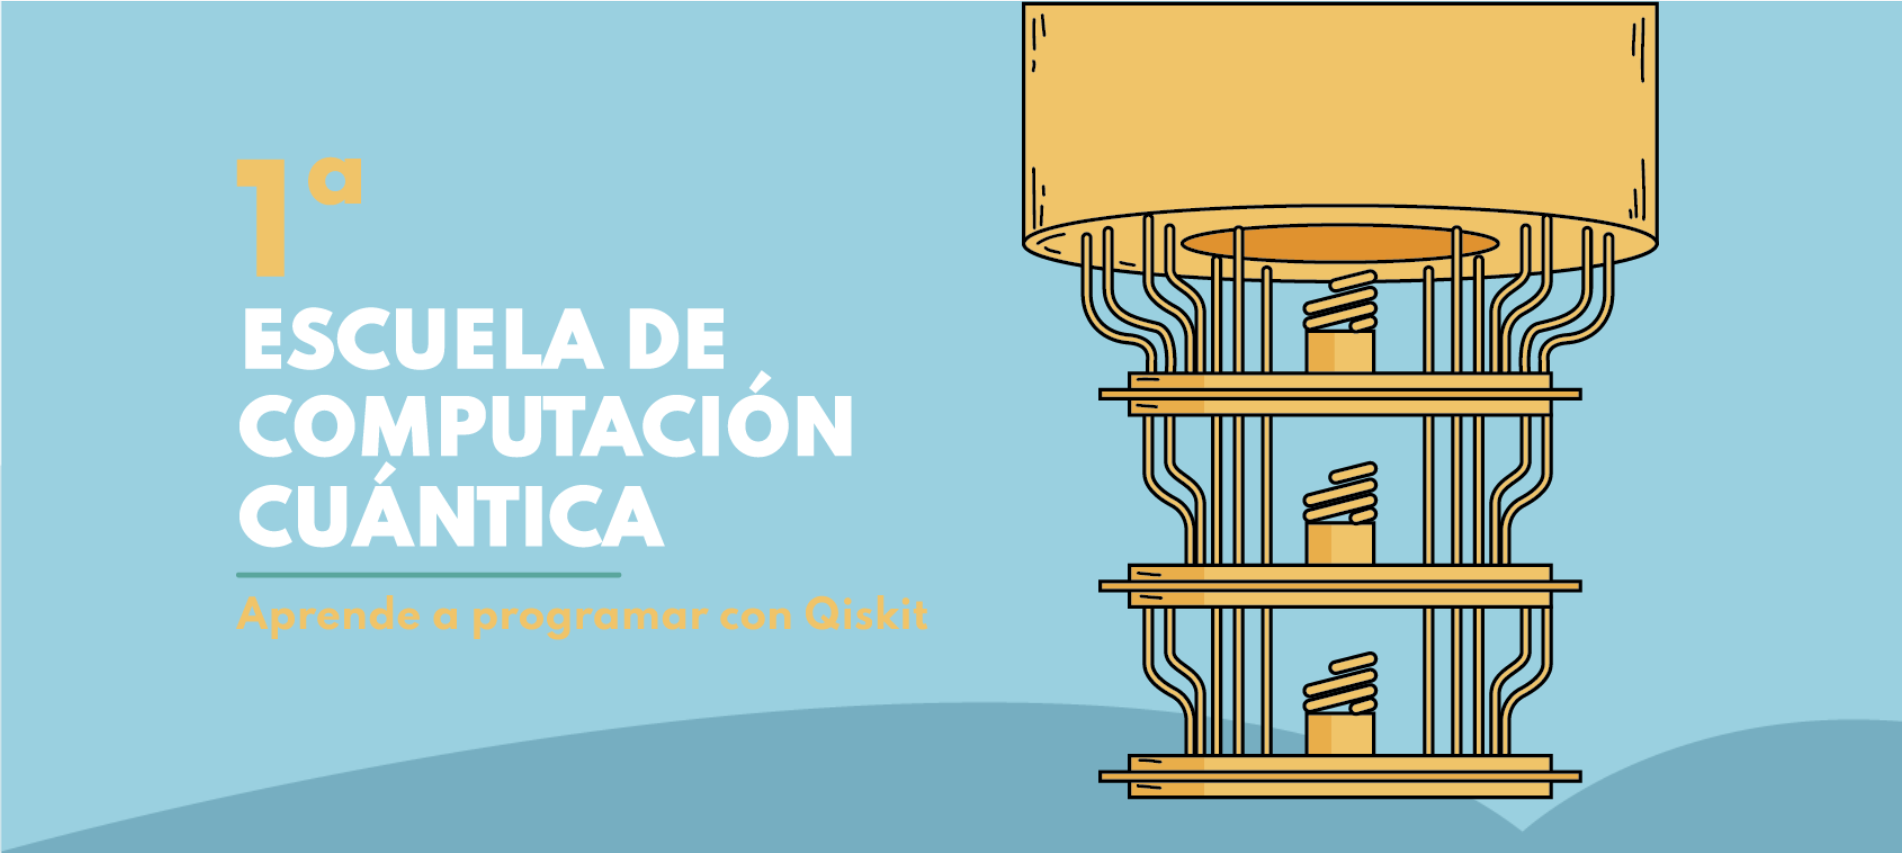 1ª
ESCUELA DE
COMPUTACIÓN
CUÁNTICA
Aprende a programar con Qiskit